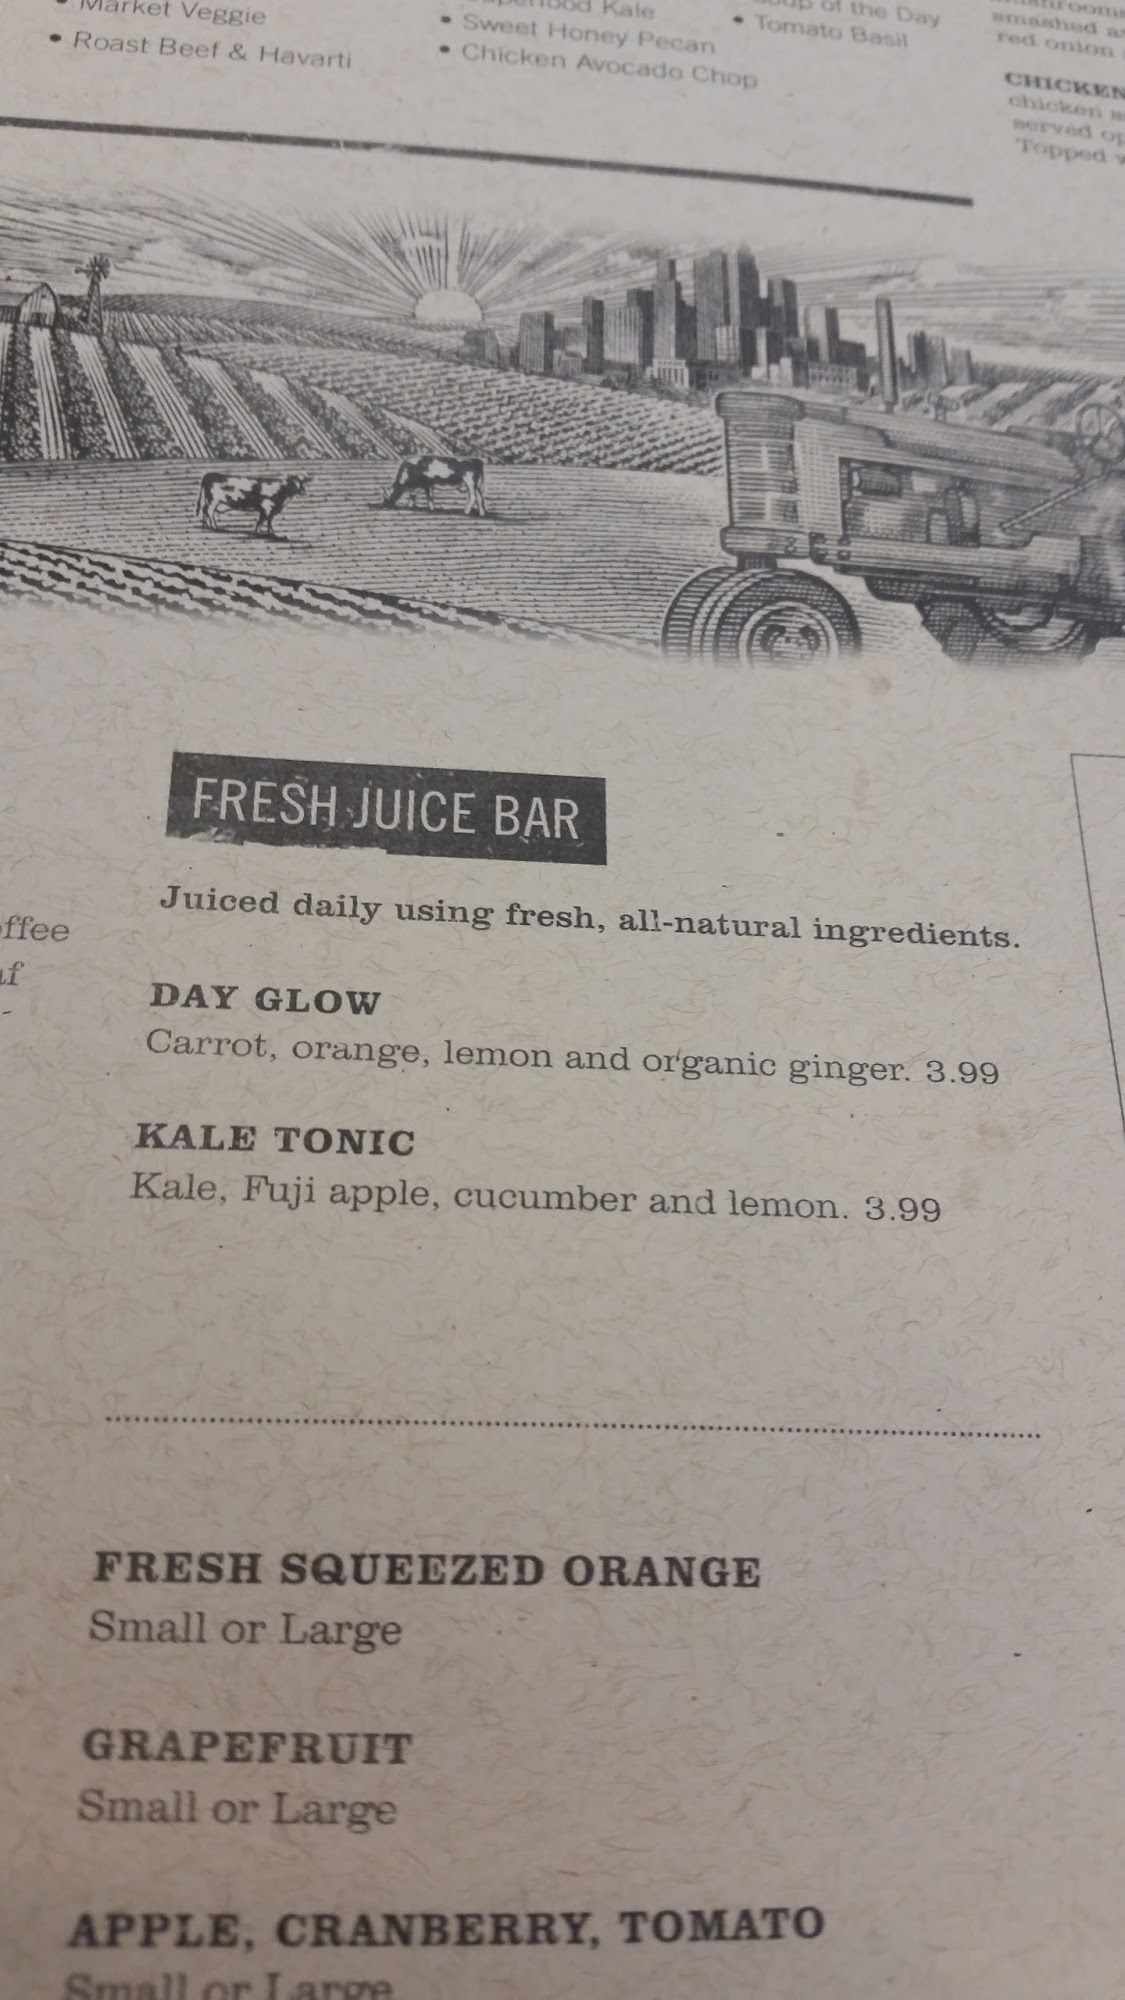 Market Veggie
• Roast Beef & Havarti
Kale
• Sweet Honey Pecan
• Chicken Avocado Chop
of the Day
• Tomato Basil
smashed
red onion
CHICKEN
chicken
served
Topped
FRESH JUICE BAR
Juiced daily using fresh, all-natural ingredients.
DAY GLOW
Carrot, orange, lemon and organic ginger. 3.99
KALE TONIC
Kale, Fuji apple, cucumber and lemon. 3.99
FRESH SQUEEZED ORANGE
Small or Large
GRAPEFRUIT
Small or Large
APPLE, CRANBERRY, TOMATO
Small or Large